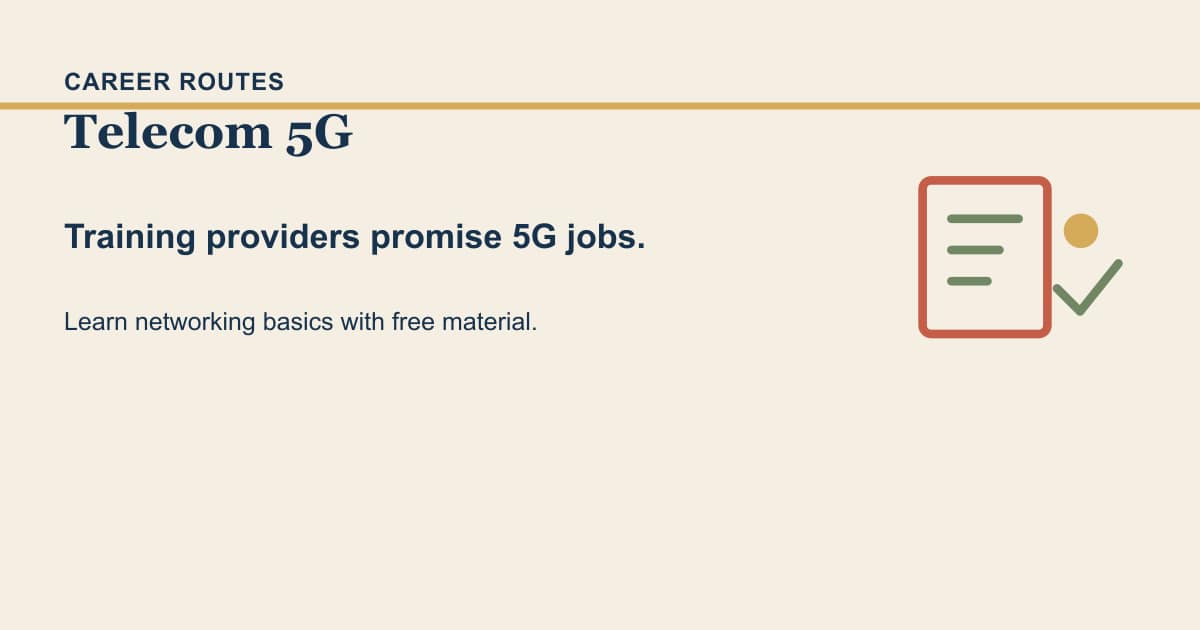 CAREER ROUTES
Telecom 5G
Training providers promise 5G jobs.
Learn networking basics with free material.